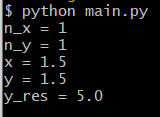 $ python main.py
n_x = 1
n_y = 1
x = 1.5
y = 1.5
y_res = 5.0